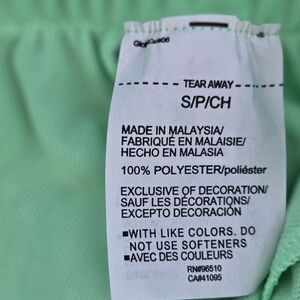 TEAR AWAY
S/P/CH
MADE IN MALAYSIA/
FABRIQUÉ EN MALAISIE/
HECHO EN MALASIA
100% POLYESTER/poliéster
EXCLUSIVE OF DECORATION/
SAUF LES DÉCORATIONS/
EXCEPTO DECORACIÓN
■WITH LIKE COLORS. DO
NOT USE SOFTENERS
■AVEC DES COULEURS
RN#96510
CA#41095